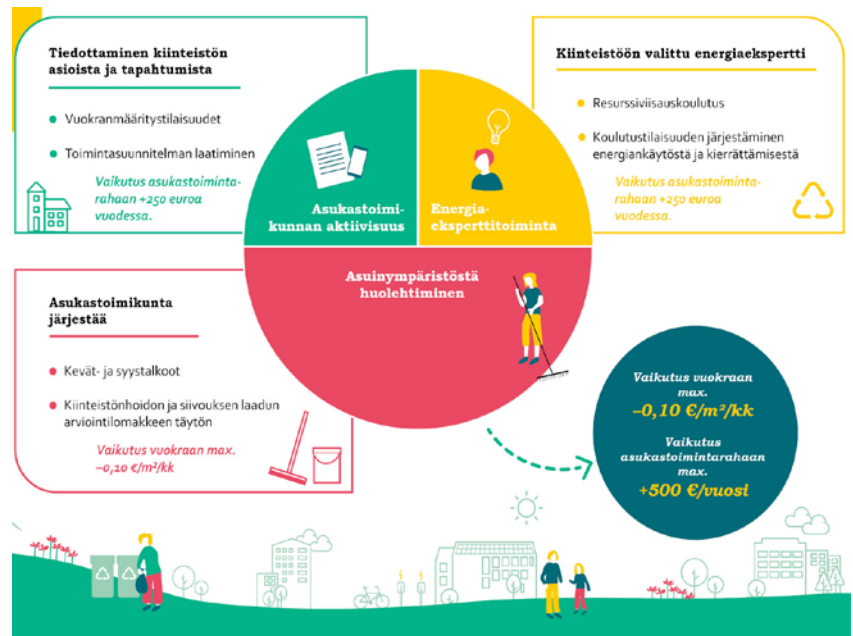 Tiedottaminen kiinteistön
asioista ja tapahtumista
Vuokranmääritystilaisuudet
Toimintasuunnitelman laatiminen
Vaikutus asukastoiminta-
rahaan +250 euroa
vuodessa.
Kiinteistöön valittu energiaekspertti
Resurssiviisauskoulutus
Koulutustilaisuuden järjestäminen
energiankäytöstä ja kierrättämisestä
Vaikutus asukastoiminta-
rahaan +250 euroa
vuodessa.
Asukastoimi-
kunnan aktiivisuus
Energia-
eksperttitoiminta
Asuinympäristöstä
huolehtiminen
Asukastoimikunta
järjestää
Kevät- ja syystalkoot
Kiinteistönhoidon ja siivouksen laadun
arviointilomakkeen täytön
Vaikutus vuokraan max.
–0,10 €/m²/kk
Vaikutus vuokraan
max.
–0,10 €/m²/kk
Vaikutus
asukastoimintarahaan
max.
+500 €/vuosi